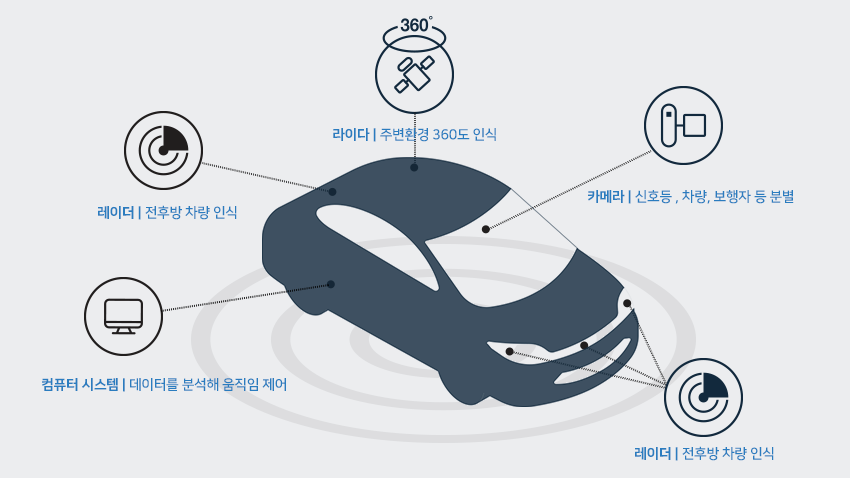 360°
라이다 | 주변환경 360도 인식
레이더 | 전후방 차량 인식
카메라 | 신호등 , 차량, 보행자 등 분별
컴퓨터 시스템 | 데이터를 분석해 움직임 제어
레이더 | 전후방 차량 인식